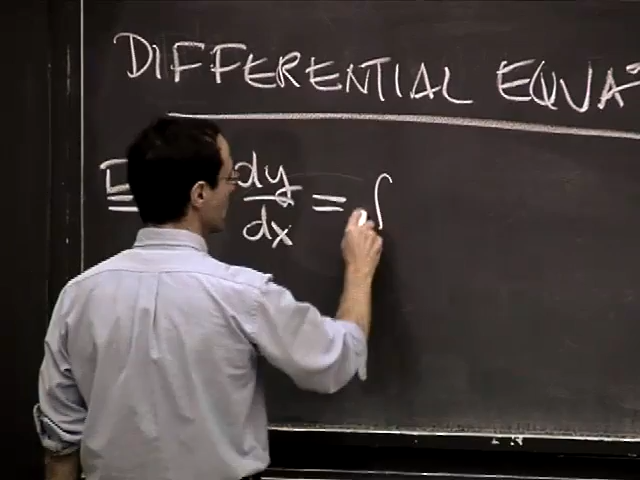 DIFFERENTIAL EQUA
dy/dx = ∫